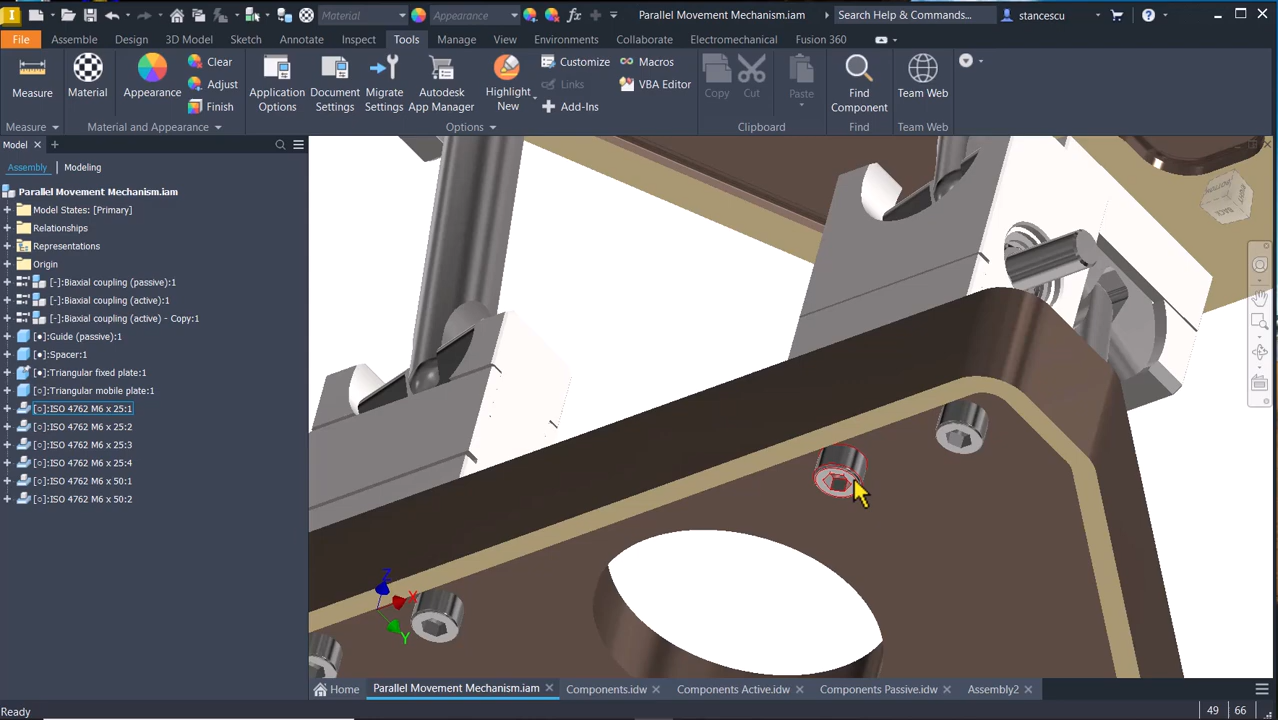 Material
Appearance
Parallel Movement Mechanism.iam
Search Help & Commands...
stancescu
File
Assemble
Design
3D Model
Sketch
Annotate
Inspect
Tools
Manage
View
Environments
Collaborate
Electromechanical
Fusion 360
Measure
Material
Appearance
Clear
Adjust
Finish
Application Options
Document Settings
Migrate Settings
Autodesk App Manager
Highlight New
Customize
Links
Add-Ins
Macros
VBA Editor
Copy
Cut
Paste
Find Component
Team Web
Measure
Material and Appearance
Options
Clipboard
Find
Team Web
Model
Assembly
Modeling
Parallel Movement Mechanism.iam
Model States: [Primary]
Relationships
Representations
Origin
[-]:Biaxial coupling (passive):1
[-]:Biaxial coupling (active):1
[-]:Biaxial coupling (active) - Copy:1
[●]:Guide (passive):1
[●]:Spacer:1
[●]:Triangular fixed plate:1
[○]:Triangular mobile plate:1
[○]:ISO 4762 M6 x 25:1
[○]:ISO 4762 M6 x 25:2
[○]:ISO 4762 M6 x 25:3
[○]:ISO 4762 M6 x 25:4
[○]:ISO 4762 M6 x 50:1
[○]:ISO 4762 M6 x 50:2
BACK
Z
X
Y
Home
Parallel Movement Mechanism.iam
Components.idw
Components Active.idw
Components Passive.idw
Assembly2
Ready
49
66